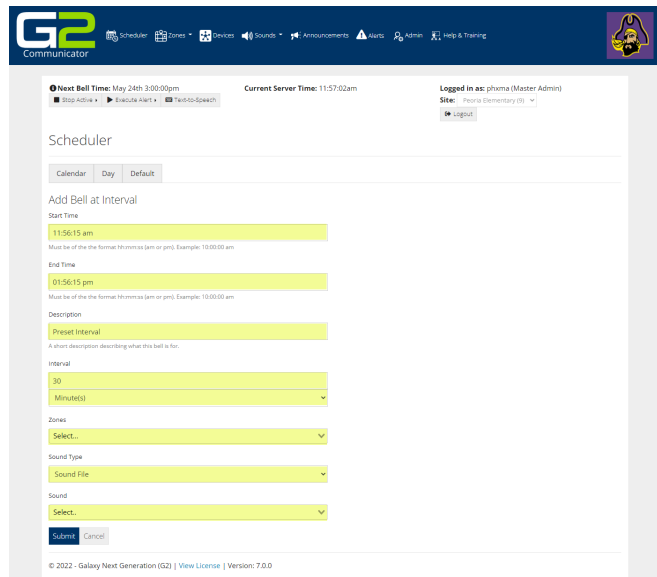 G2
Communicator
Scheduler Zones Devices Sounds Announcements Alerts Admin Help & Training
Next Bell Time: May 24th 3:00:00pm
Current Server Time: 11:57:02am
Logged in as: phxma (Master Admin)
Stop Active Execute Alert Text-to-Speech
Site: Peoria Elementary (9)
Logout
Scheduler
Calendar Day Default
Add Bell at Interval
Start Time
11:56:15 am
Must be of the the format hh:mm:ss (am or pm). Example: 10:00:00 am
End Time
01:56:15 pm
Must be of the the format hh:mm:ss (am or pm). Example: 10:00:00 am
Description
Preset Interval
A short description describing what this bell is for.
Interval
30
Minute(s)
Zones
Select...
Sound Type
Sound File
Sound
Select..
Submit Cancel
© 2022 - Galaxy Next Generation (G2) | View License | Version: 7.0.0